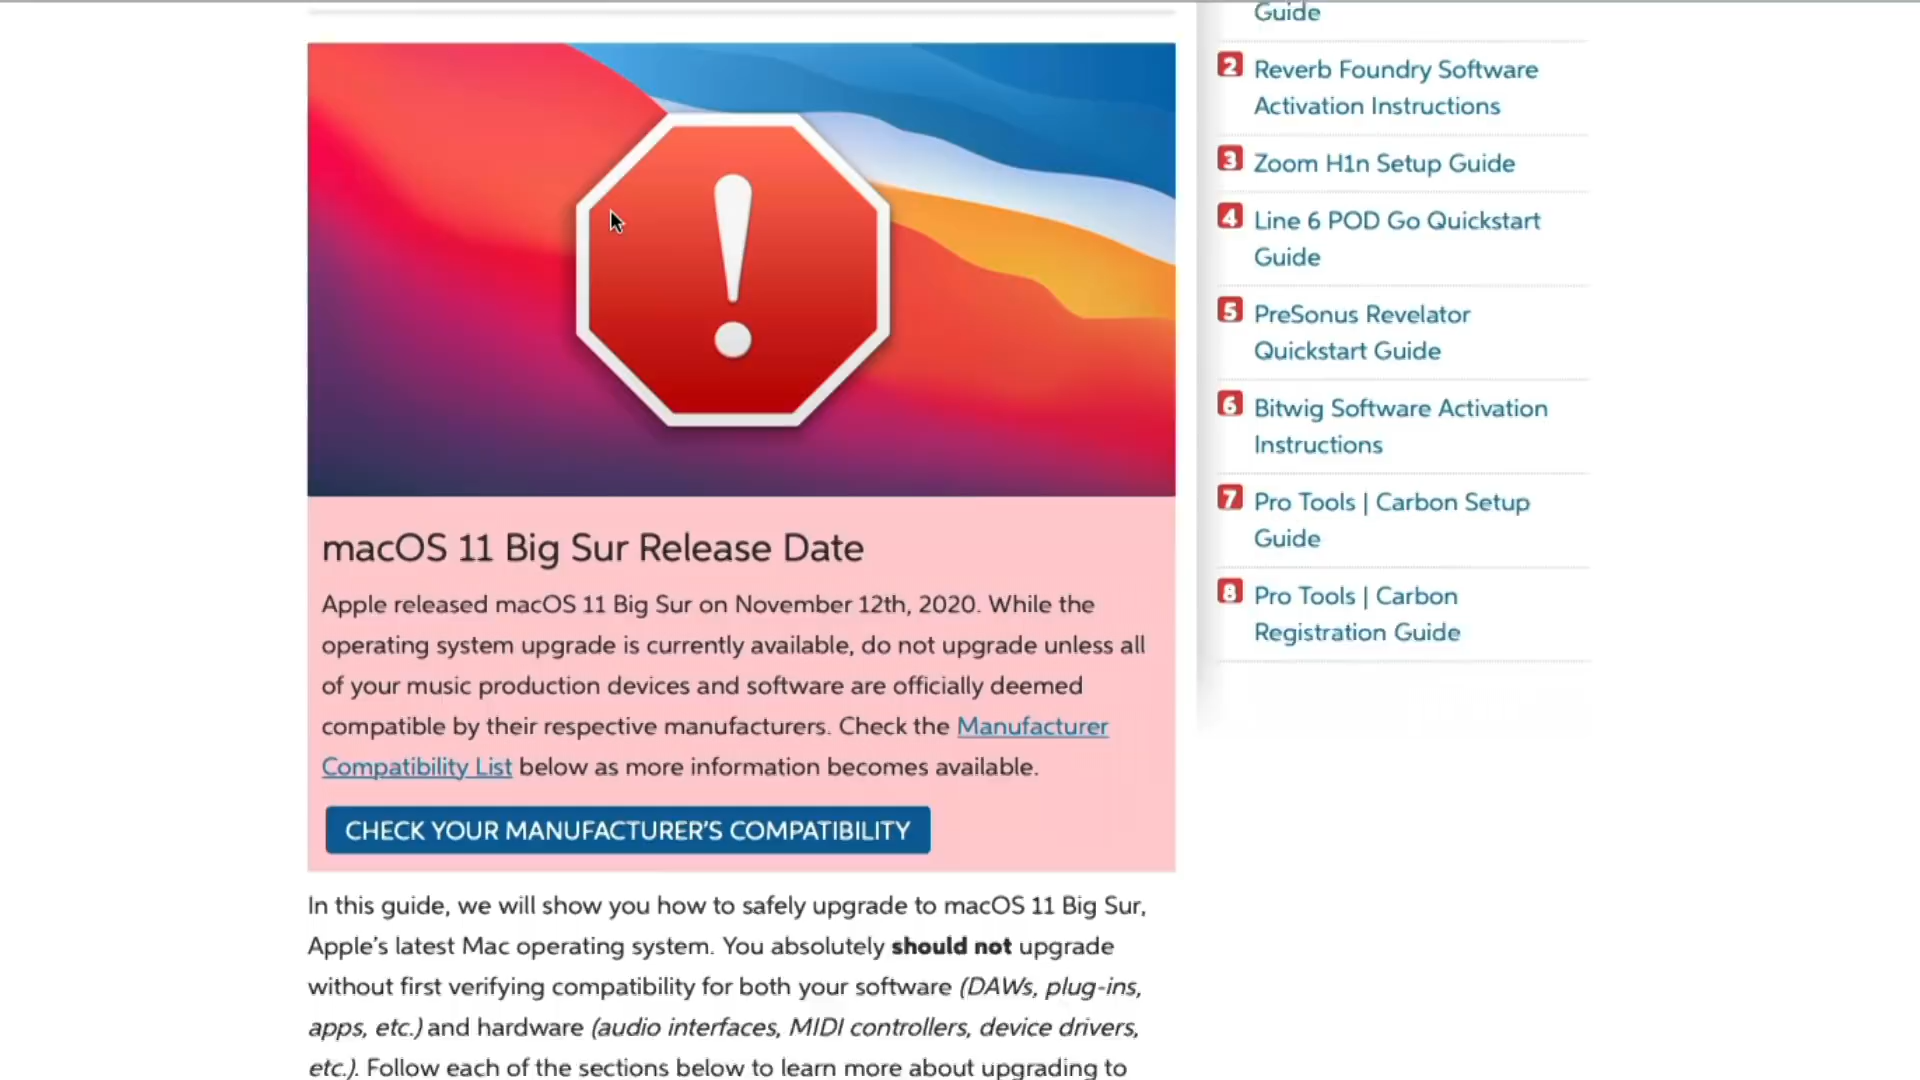 macOS 11 Big Sur Release Date
Apple released macOS 11 Big Sur on November 12th, 2020. While the
operating system upgrade is currently available, do not upgrade unless all
of your music production devices and software are officially deemed
compatible by their respective manufacturers. Check the Manufacturer
Compatibility List below as more information becomes available.
CHECK YOUR MANUFACTURER'S COMPATIBILITY
In this guide, we will show you how to safely upgrade to macOS 11 Big Sur,
Apple's latest Mac operating system. You absolutely should not upgrade
without first verifying compatibility for both your software (DAWs, plug-ins,
apps, etc.) and hardware (audio interfaces, MIDI controllers, device drivers,
etc.). Follow each of the sections below to learn more about upgrading to
Guide
2 Reverb Foundry Software
Activation Instructions
3 Zoom H1n Setup Guide
4 Line 6 POD Go Quickstart
Guide
5 PreSonus Revelator
Quickstart Guide
6 Bitwig Software Activation
Instructions
7 Pro Tools | Carbon Setup
Guide
8 Pro Tools | Carbon
Registration Guide